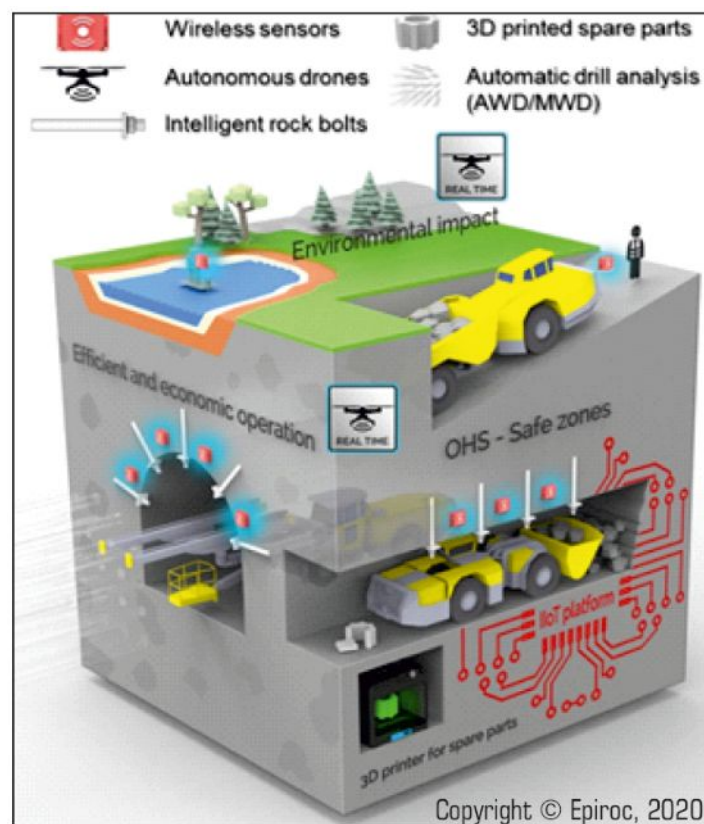 Wireless sensors
3D printed spare parts
Autonomous drones
Automatic drill analysis
(AWD/MWD)
Intelligent rock bolts
REAL TIME
Environmental impact
Efficient and economic operation
REAL TIME
OHS - Safe zones
IIoT platform
3D printer for spare parts
Copyright © Epiroc, 2020